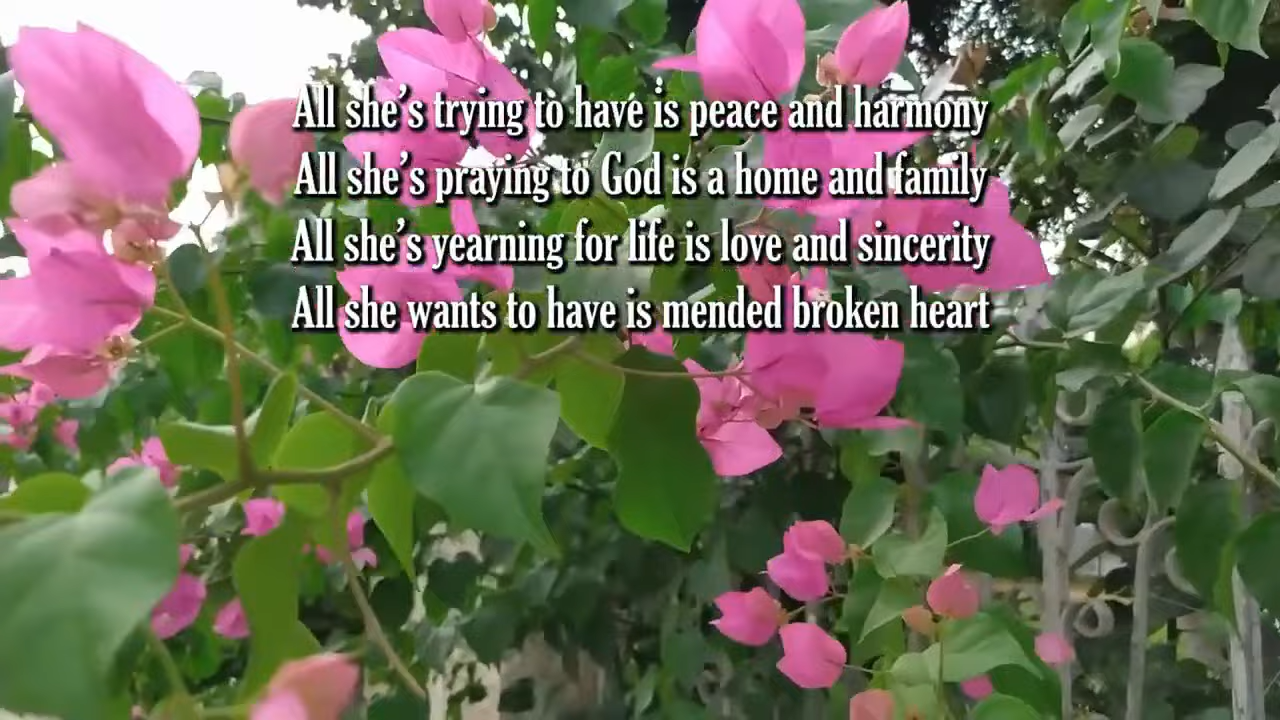 All she’s trying to have is peace and harmony
All she’s praying to God is a home and family
All she’s yearning for life is love and sincerity
All she wants to have is mended broken heart